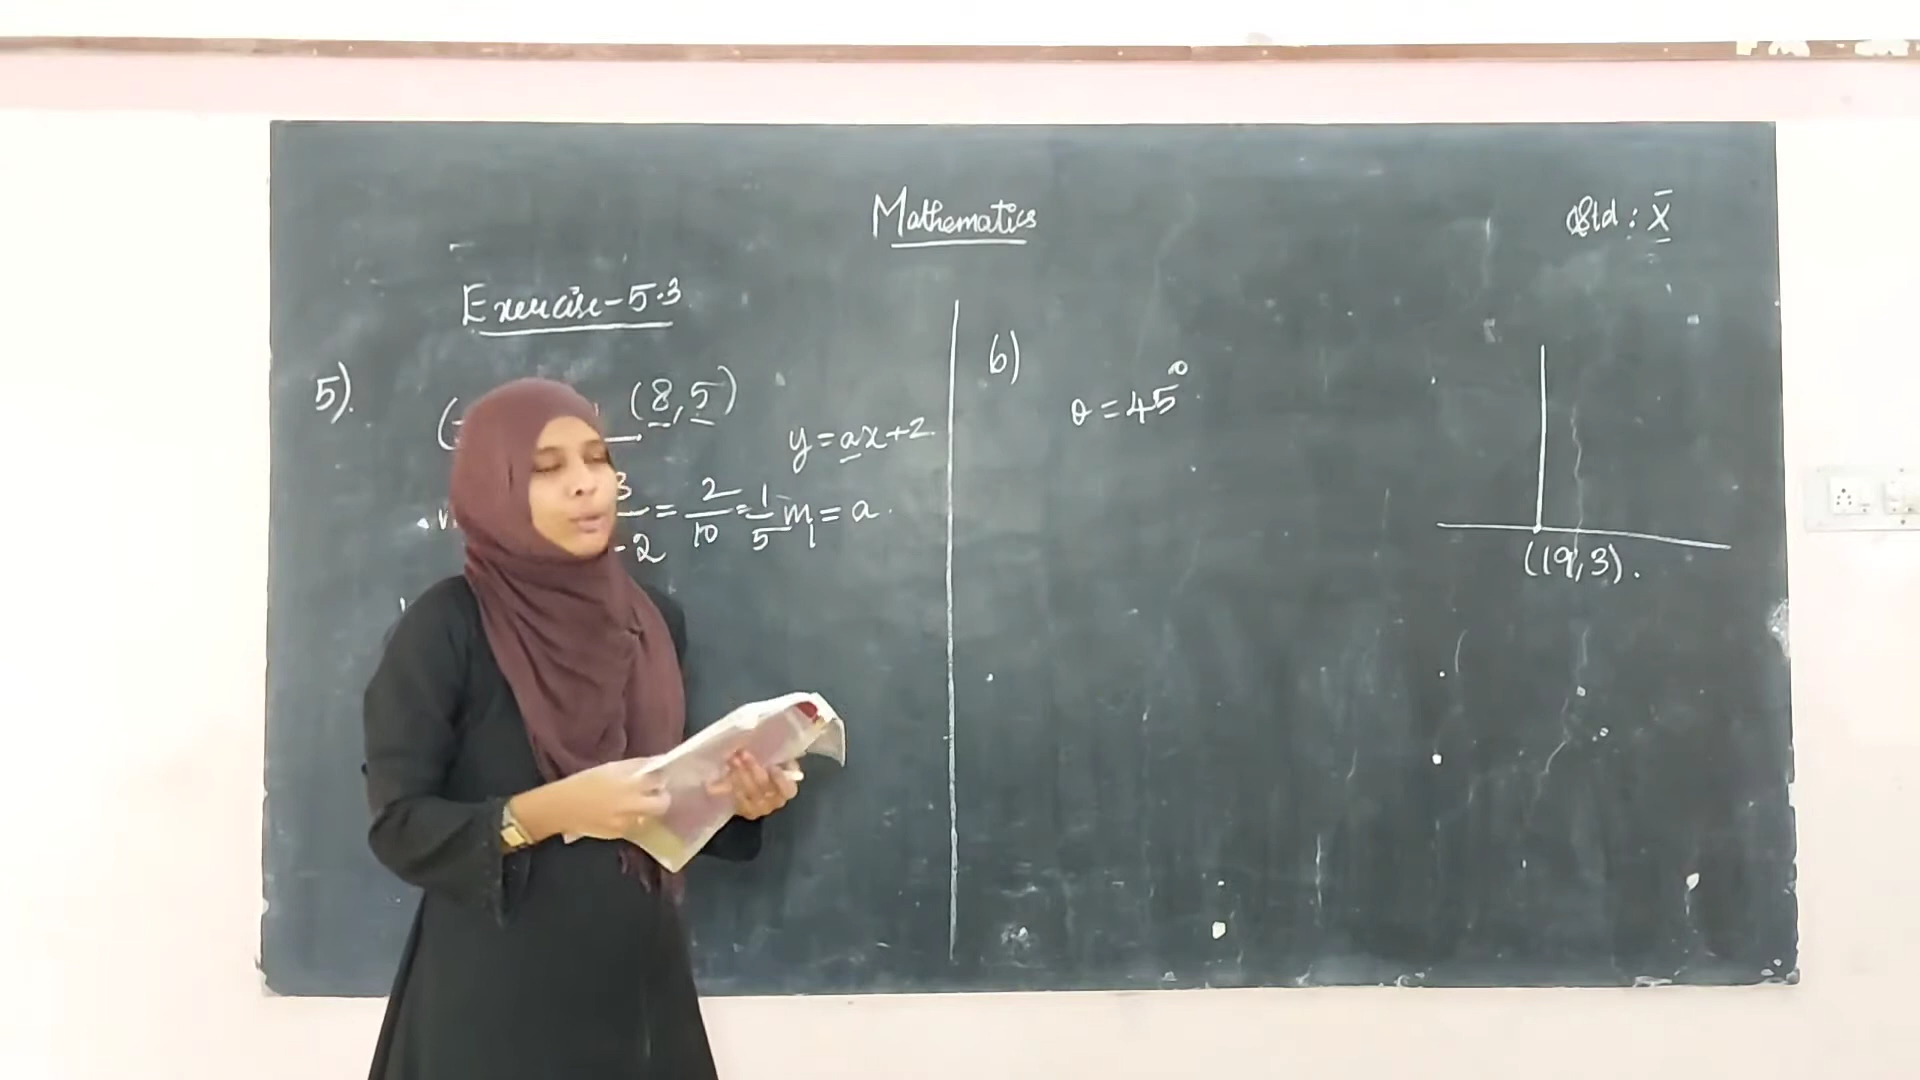 Mathematics
Std : X
Exercise-5.3
5).
(8,5)
y=ax+2
3
-2
= 2/10 = 1/5
m = a.
6)
θ = 45°
(19,3).